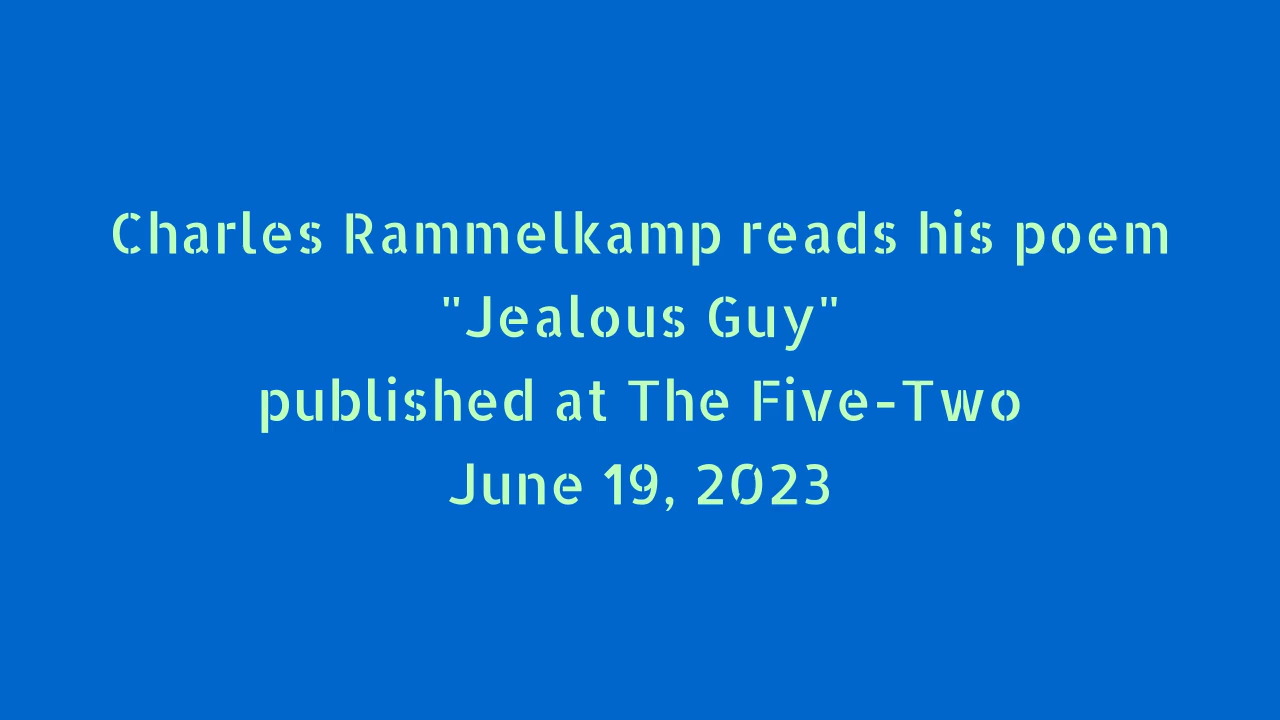 Charles Rammelkamp reads his poem
"Jealous Guy"
published at The Five-Two
June 19, 2023